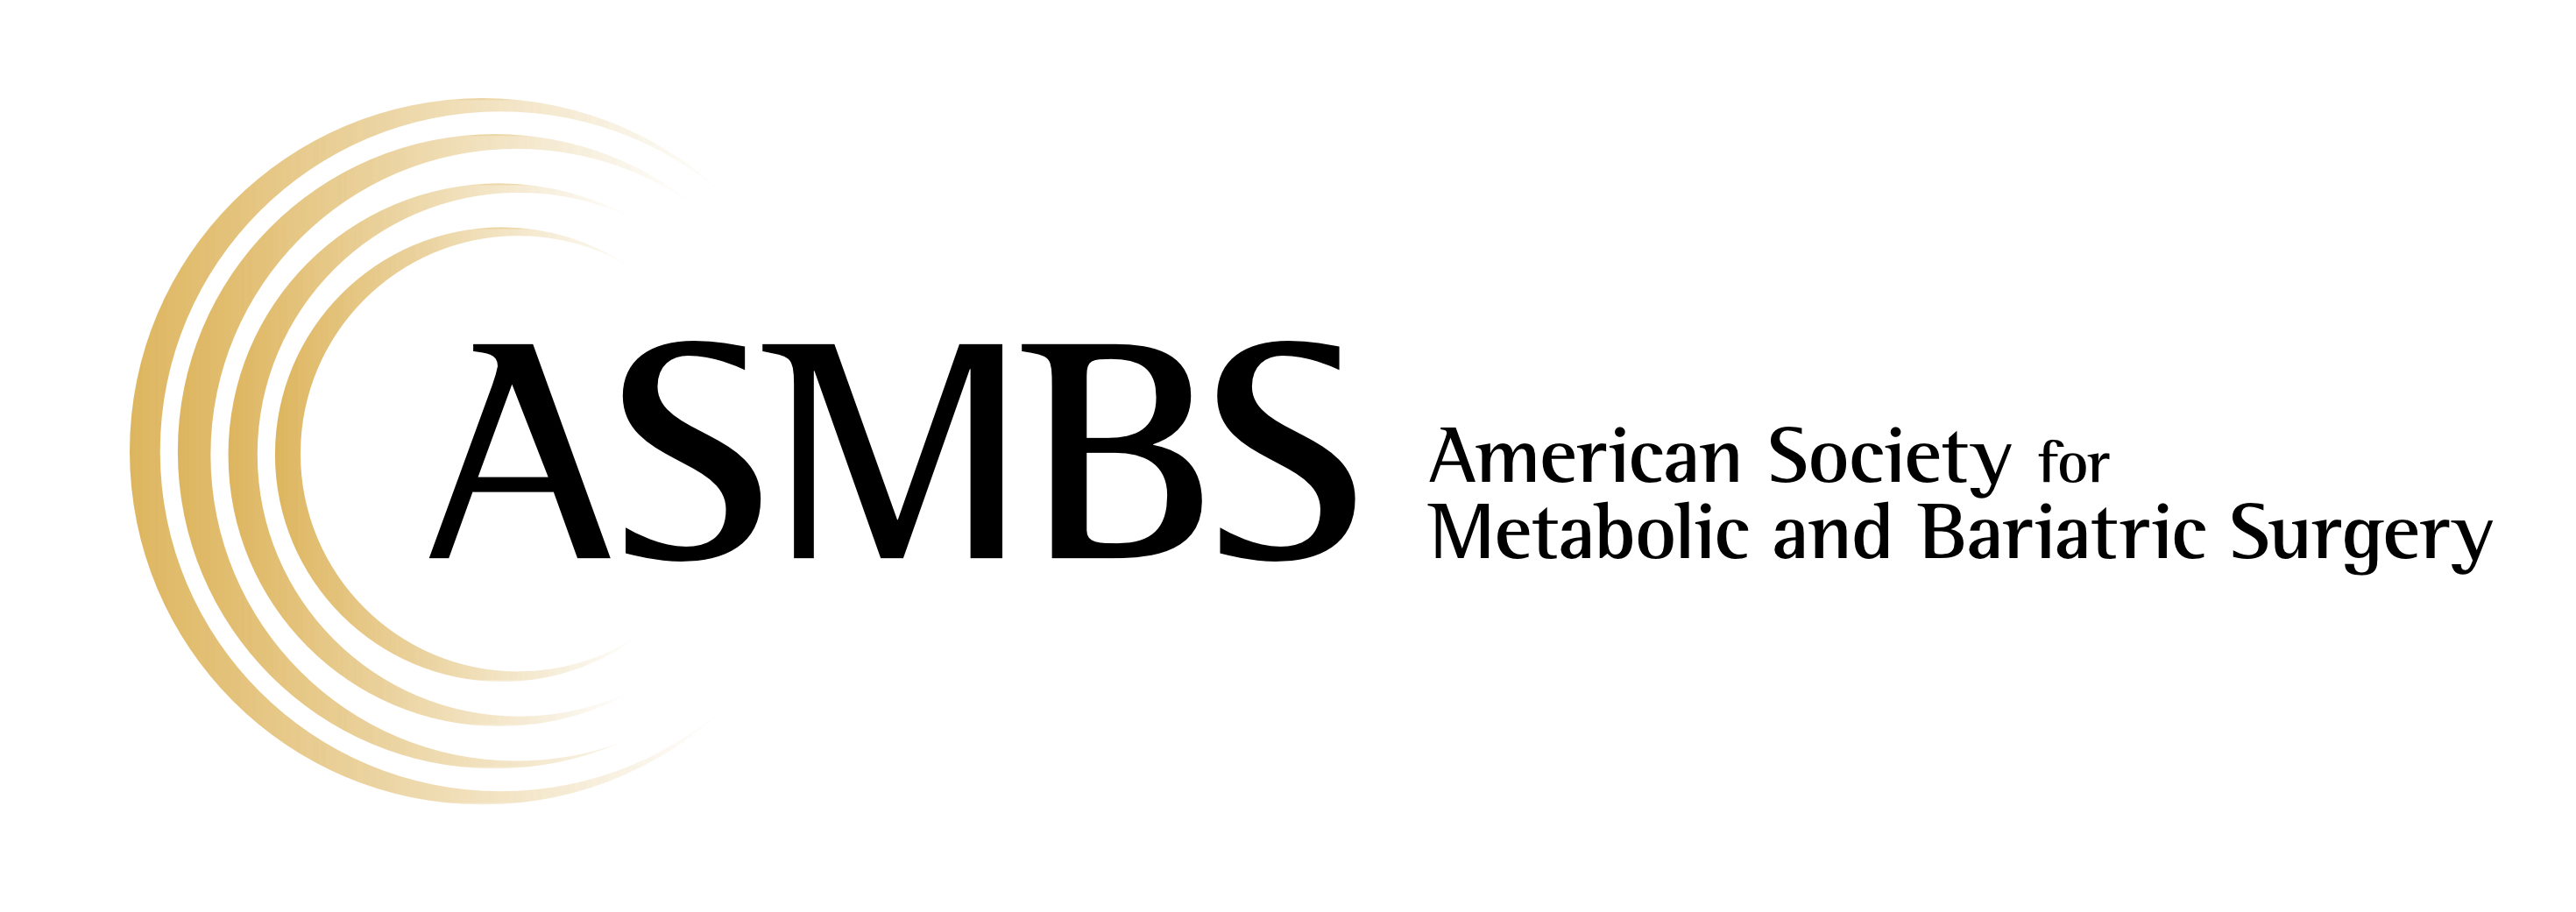 ASMBS
American Society for
Metabolic and Bariatric Surgery